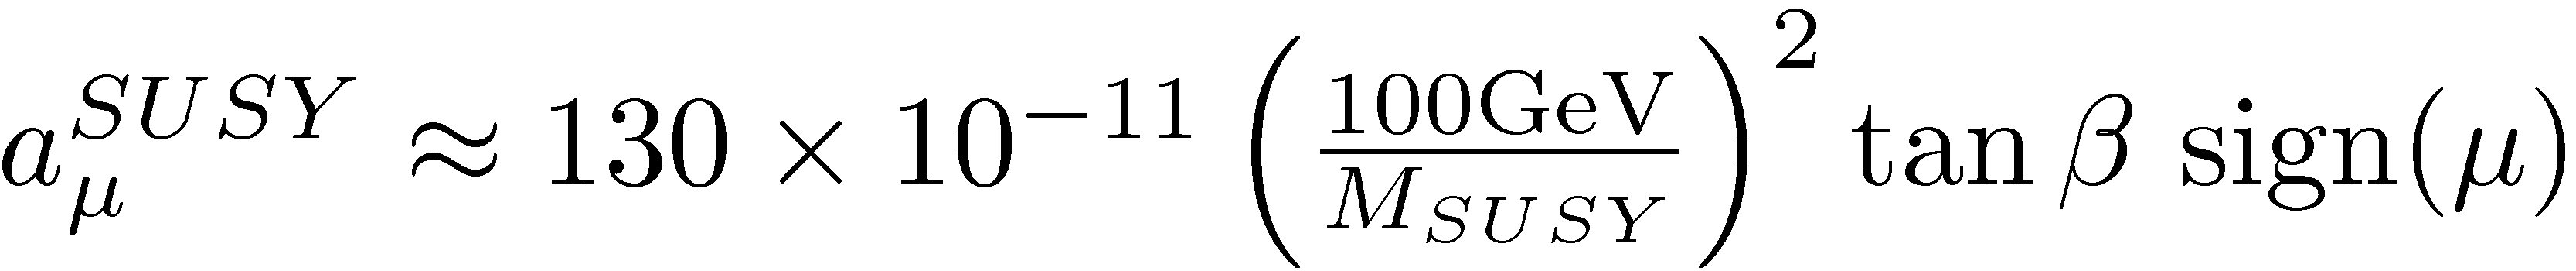 a_μ^{SUSY} ≈ 130 × 10^{−11} (100GeV / M_{SUSY})^2 tan β sign(μ)